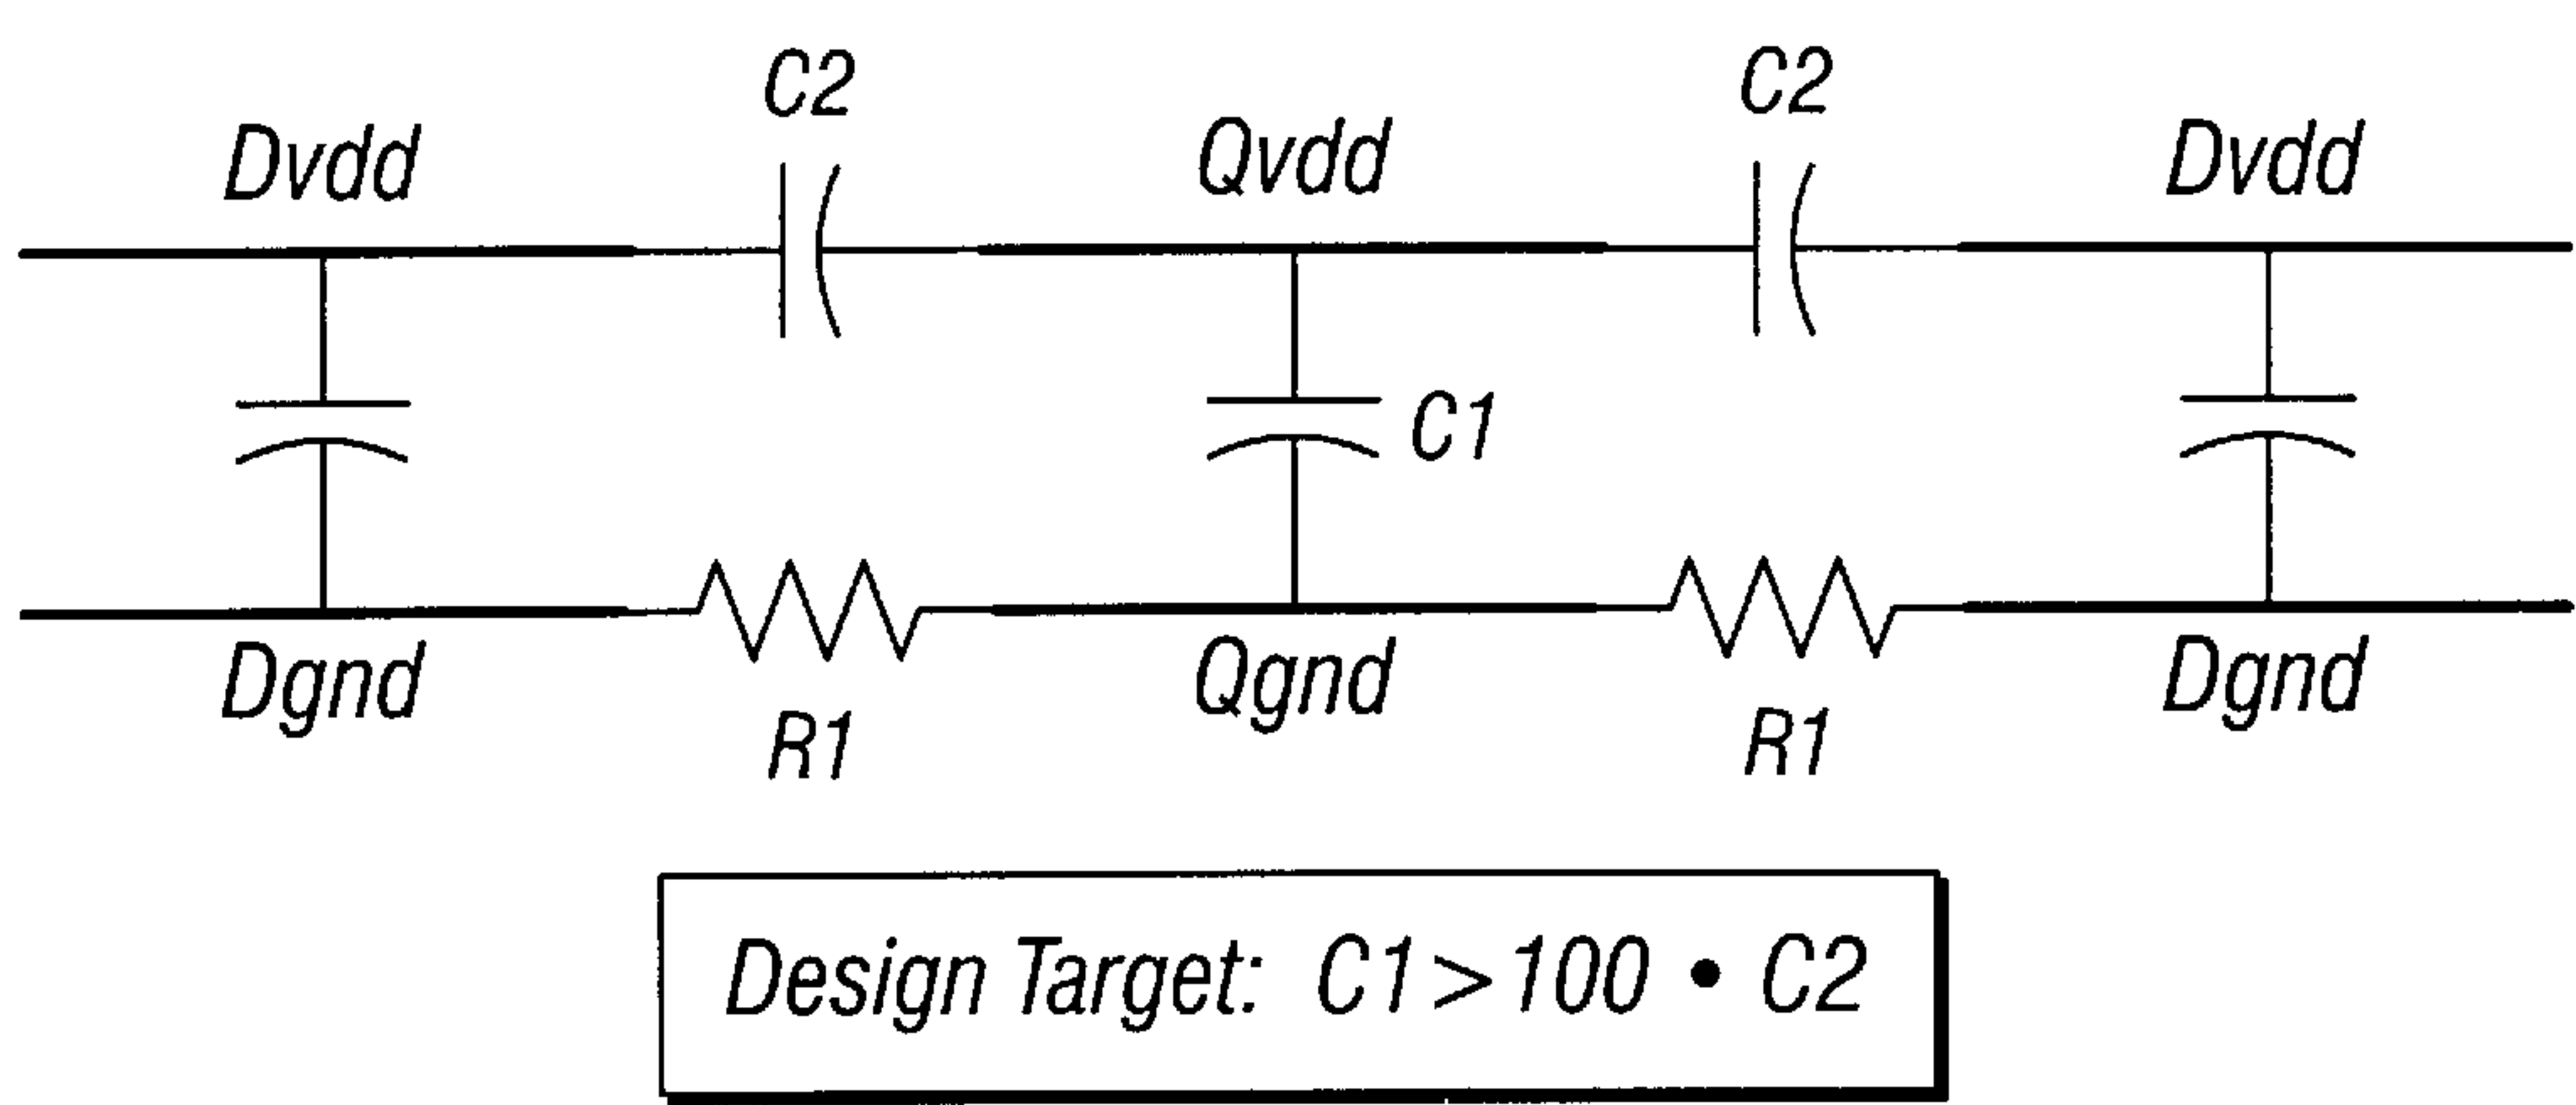 C2 C2
Dvdd Qvdd Dvdd
C1
Dgnd Qgnd Dgnd
R1 R1
Design Target: C1 > 100 • C2